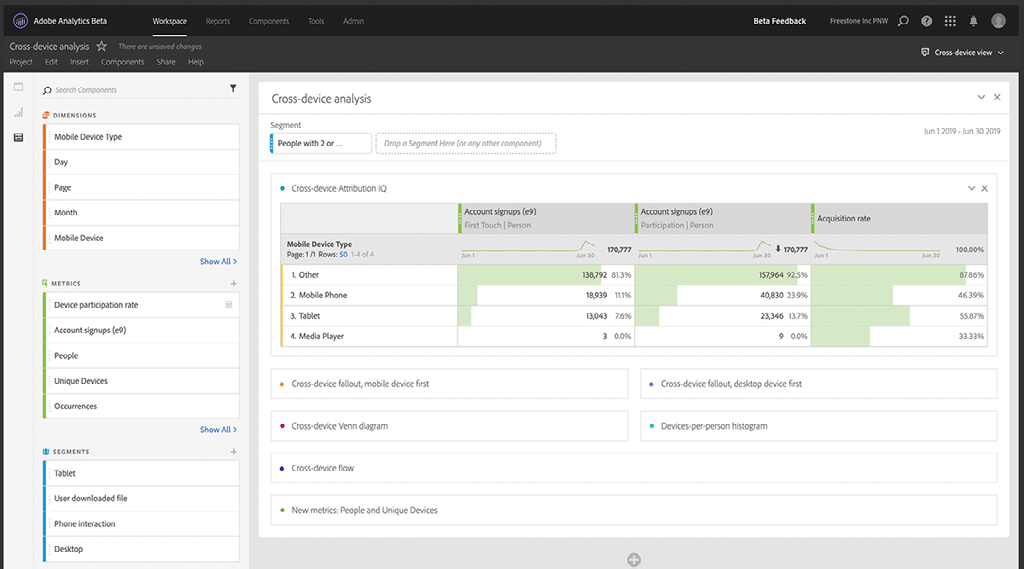 Adobe Analytics Beta
Workspace
Reports
Components
Tools
Admin
Beta Feedback
Freestone Inc PNW
Cross-device analysis
There are unsaved changes
Project
Edit
Insert
Components
Share
Help
Cross-device view
Search Components
DIMENSIONS
Mobile Device Type
Day
Page
Month
Mobile Device
Show All >
METRICS
Device participation rate
Account signups (e9)
People
Unique Devices
Occurrences
Show All >
SEGMENTS
Tablet
User downloaded file
Phone interaction
Desktop
Cross-device analysis
Segment
People with 2 or ...
Drop a Segment Here (or any other component)
Jun 1 2019 - Jun 30 2019
Cross-device Attribution IQ
Account signups (e9)
First Touch | Person
Account signups (e9)
Participation | Person
Acquisition rate
Mobile Device Type
Page: 1 / 1 Rows: 50 1-4 of 4
Jun 1 Jun 30 170,777
Jun 1 Jun 30 170,777
Jun 1 Jun 30 100.00%
1. Other 138,792 81.3% 157,964 92.5% 87.86%
2. Mobile Phone 18,939 11.1% 40,830 23.9% 46.39%
3. Tablet 13,043 7.6% 23,346 13.7% 55.87%
4. Media Player 3 0.0% 9 0.0% 33.33%
Cross-device fallout, mobile device first
Cross-device fallout, desktop device first
Cross-device Venn diagram
Devices-per-person histogram
Cross-device flow
New metrics: People and Unique Devices